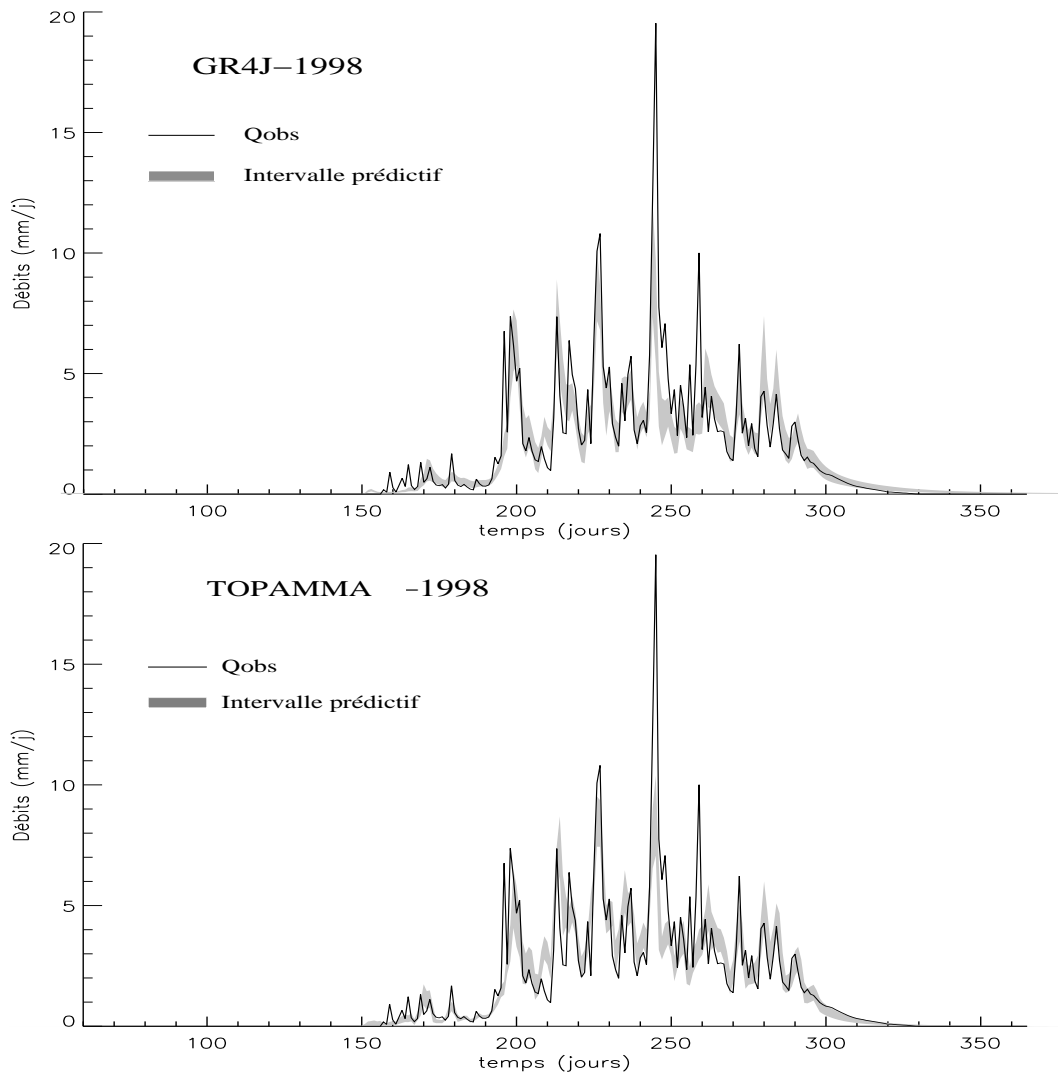 20
GR4J–1998
15
Qobs
Intervalle prédictif
Débits (mm/j)
10
5
0
100 150 200 250 300 350
temps (jours)
20
TOPAMMA –1998
15
Qobs
Intervalle prédictif
Débits (mm/j)
10
5
0
100 150 200 250 300 350
temps (jours)